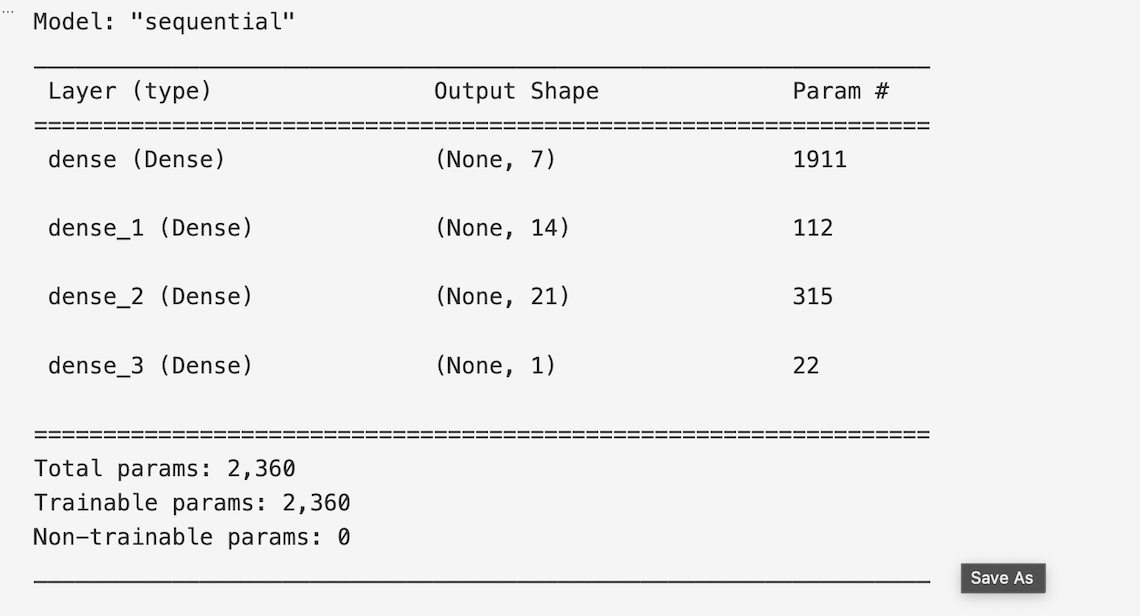 ...
Model: "sequential"
Layer (type) Output Shape Param #
=================================================================
dense (Dense) (None, 7) 1911
dense_1 (Dense) (None, 14) 112
dense_2 (Dense) (None, 21) 315
dense_3 (Dense) (None, 1) 22
=================================================================
Total params: 2,360
Trainable params: 2,360
Non-trainable params: 0
Save As